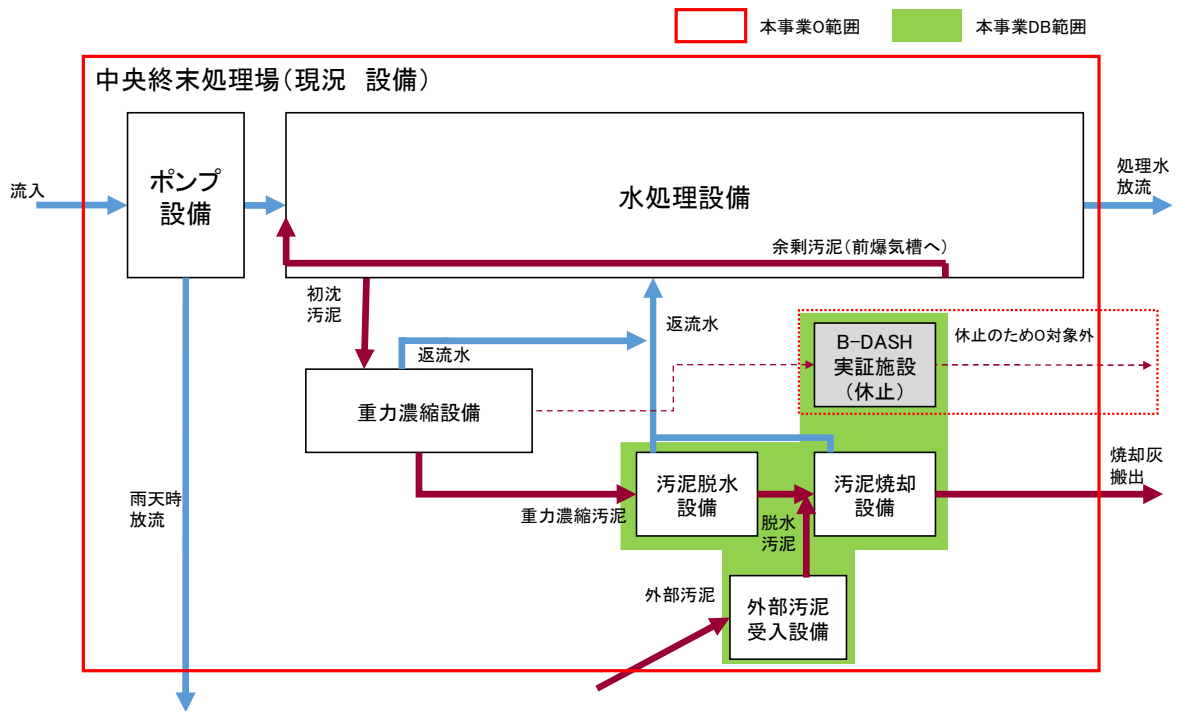 本事業O範囲
本事業DB範囲
中央終末処理場(現況 設備)
流入
ポンプ
設備
水処理設備
処理水
放流
余剰汚泥(前爆気槽へ)
初沈
汚泥
返流水
返流水
B-DASH
実証施設
(休止)
休止のためO対象外
重力濃縮設備
雨天時
放流
重力濃縮汚泥
汚泥脱水
設備
脱水
汚泥
汚泥焼却
設備
焼却灰
搬出
外部汚泥
外部汚泥
受入設備